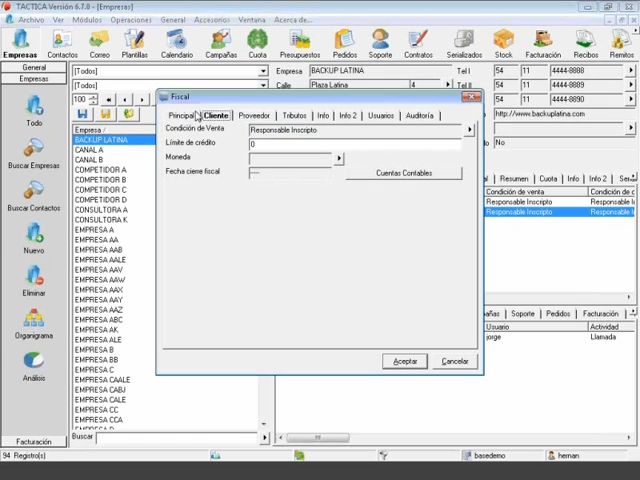 TACTICA Versión 6.7.0 - [Empresas]
Archivo Ver Módulos Operaciones General Accesorios Ventana Acerca de...
Empresas Contactos Correo Plantillas Calendario Campañas Cuota Presupuestos Pedidos Soporte Contratos Serializados Stock Facturación Recibos Remitos
General
Empresas
Todo
Buscar Empresas
Buscar Contactos
Nuevo
Eliminar
Organigrama
Análisis
Facturación
[Todos]
[Todos]
100
Empresa
BACKUP LATINA
CANAL A
CANAL B
COMPETIDOR A
COMPETIDOR B
COMPETIDOR C
COMPETIDOR D
CONSULTORA A
CONSULTORA K
EMPRESA A
EMPRESA AA
EMPRESA AAB
EMPRESA AALE
EMPRESA AAV
EMPRESA AAW
EMPRESA AAX
EMPRESA AAY
EMPRESA AAZ
EMPRESA ABC
EMPRESA AK
EMPRESA ALE
EMPRESA B
EMPRESA BB
EMPRESA C
EMPRESA CAALE
EMPRESA CABJ
EMPRESA CALE
EMPRESA CC
EMPRESA CCA
Buscar
Empresa BACKUP LATINA Tel I 54 11 4444-8888
Calle Plaza Latina 4 Tel II 54 11 4444-8889
54 11 4444-8890
http://www.backuplatina.com
No
Fiscal
Principal Cliente Proveedor Tributos Info Info 2 Usuarios Auditoría
Condición de Venta Responsable Inscripto
Límite de crédito 0
Moneda
Fecha cierre fiscal ----
Cuentas Contables
Aceptar Cancelar
Resumen Cuota Info Info 2
Condición de venta Condición de c
Responsable Inscripto Responsable I
Responsable Inscripto Responsable I
Soporte Pedidos Facturación
Usuario Actividad
jorge Llamada
94 Registro(s) basedemo hernan